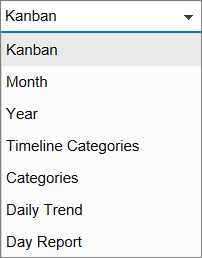 Kanban
Kanban
Month
Year
Timeline Categories
Categories
Daily Trend
Day Report